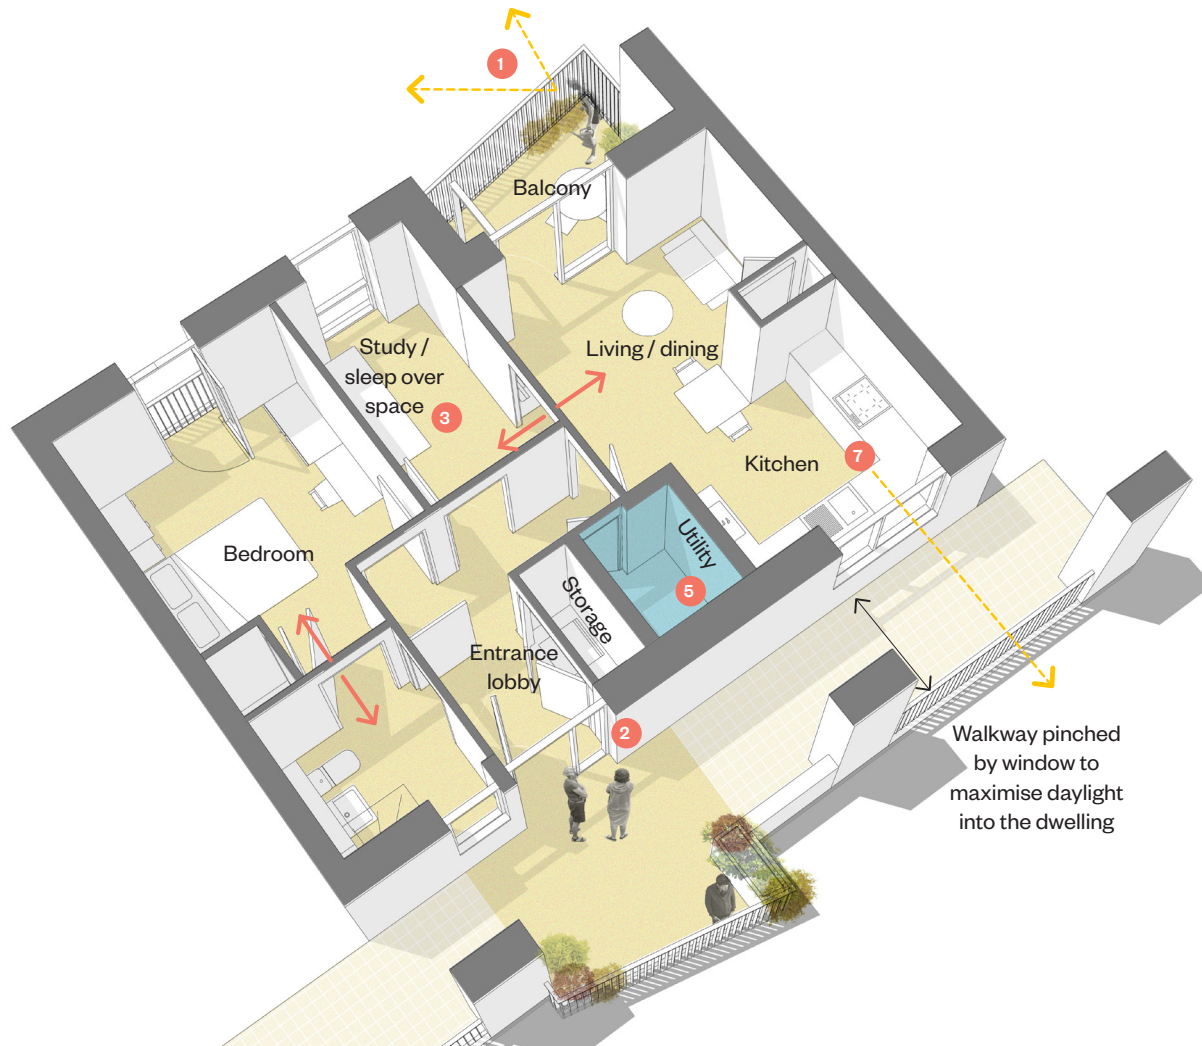 1
Balcony
Study /
sleep over
space
3
Living / dining
Kitchen
7
Bedroom
Utility
5
Storage
Entrance
lobby
2
Walkway pinched
by window to
maximise daylight
into the dwelling